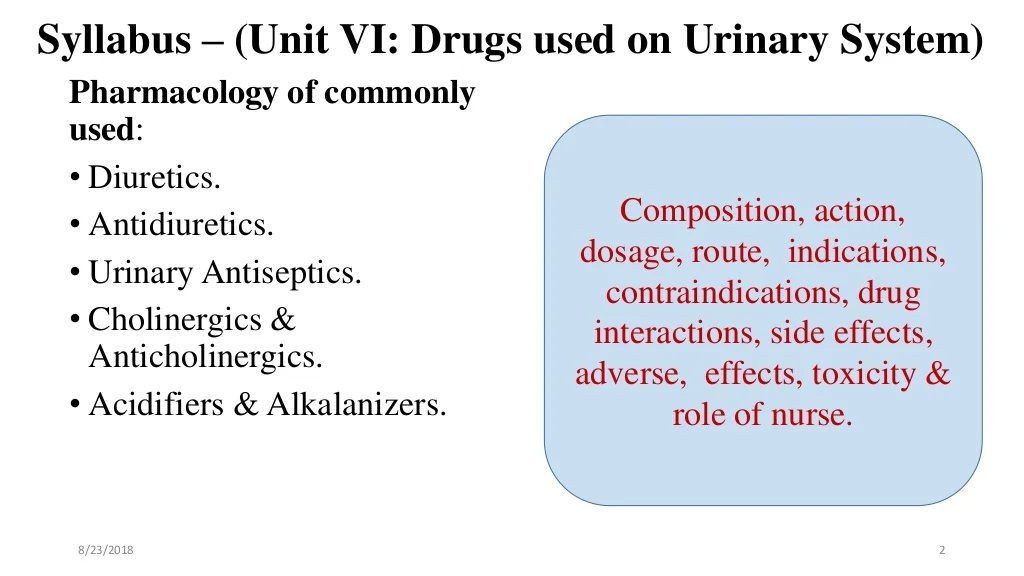 Syllabus – (Unit VI: Drugs used on Urinary System)
Pharmacology of commonly
used:
• Diuretics.
• Antidiuretics.
• Urinary Antiseptics.
• Cholinergics &
Anticholinergics.
• Acidifiers & Alkalanizers.
Composition, action,
dosage, route, indications,
contraindications, drug
interactions, side effects,
adverse, effects, toxicity &
role of nurse.
8/23/2018
2